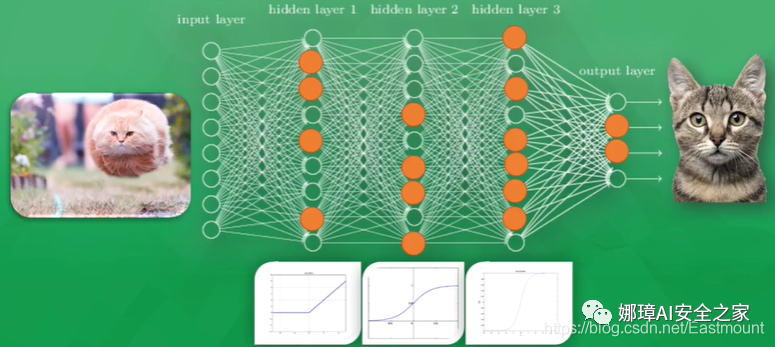 input layer
hidden layer 1
hidden layer 2
hidden layer 3
output layer
娜璋AI安全之家
https://blog.csdn.net/Eastmount